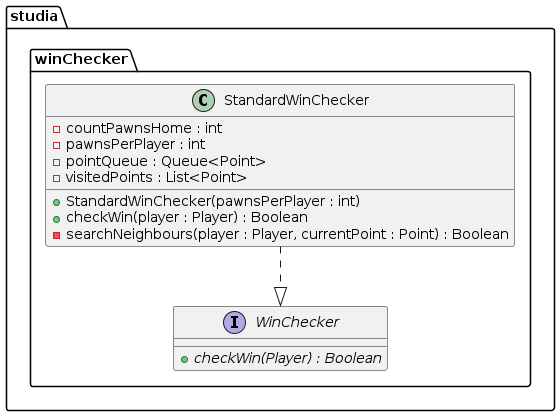 studia
winChecker
C StandardWinChecker
countPawnsHome : int
pawnsPerPlayer : int
pointQueue : Queue<Point>
visitedPoints : List<Point>
StandardWinChecker(pawnsPerPlayer : int)
checkWin(player : Player) : Boolean
searchNeighbours(player : Player, currentPoint : Point) : Boolean
I WinChecker
checkWin(Player) : Boolean